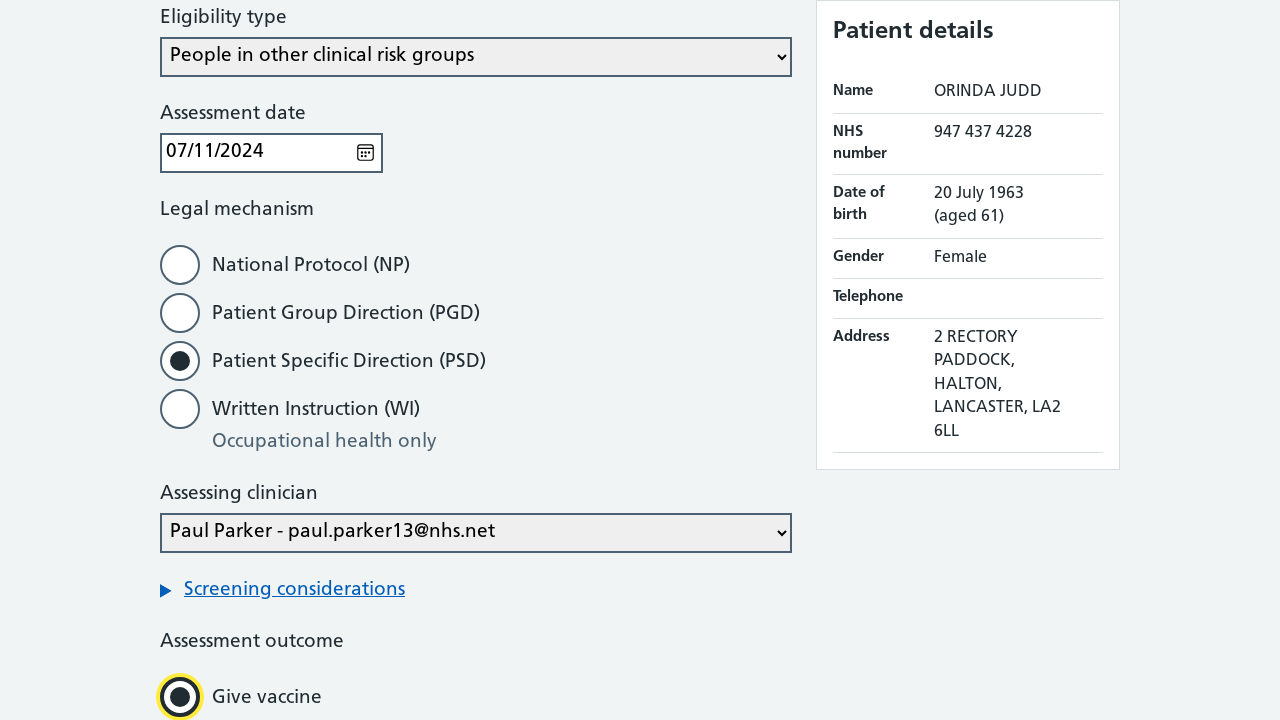 Eligibility type
People in other clinical risk groups
Assessment date
07/11/2024
Legal mechanism
National Protocol (NP)
Patient Group Direction (PGD)
Patient Specific Direction (PSD)
Written Instruction (WI)
Occupational health only
Assessing clinician
Paul Parker - paul.parker13@nhs.net
Screening considerations
Assessment outcome
Give vaccine
Patient details
Name ORINDA JUDD
NHS number 947 437 4228
Date of birth 20 July 1963
(aged 61)
Gender Female
Telephone
Address 2 RECTORY
PADDOCK,
HALTON,
LANCASTER, LA2
6LL